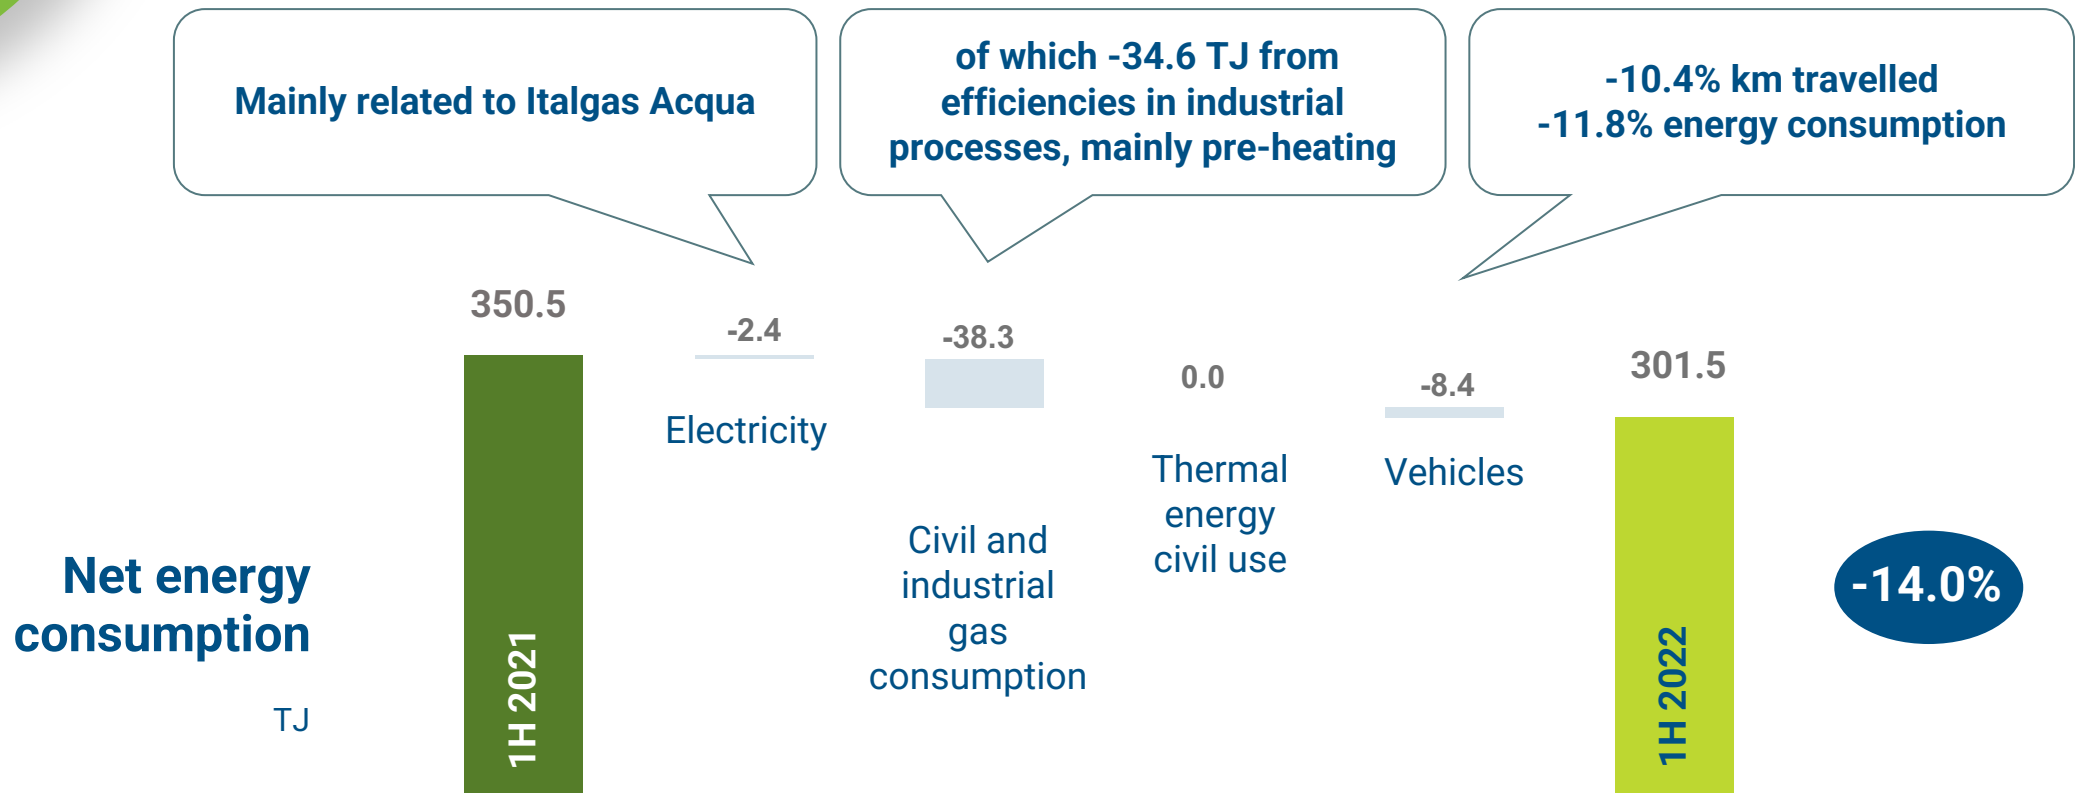 Mainly related to Italgas Acqua
of which -34.6 TJ from
efficiencies in industrial
processes, mainly pre-heating
-10.4% km travelled
-11.8% energy consumption
350.5
-2.4
-38.3
0.0
-8.4
301.5
Electricity
Civil and
industrial
gas
consumption
Thermal
energy
civil use
Vehicles
Net energy
consumption
TJ
1H 2021
1H 2022
-14.0%